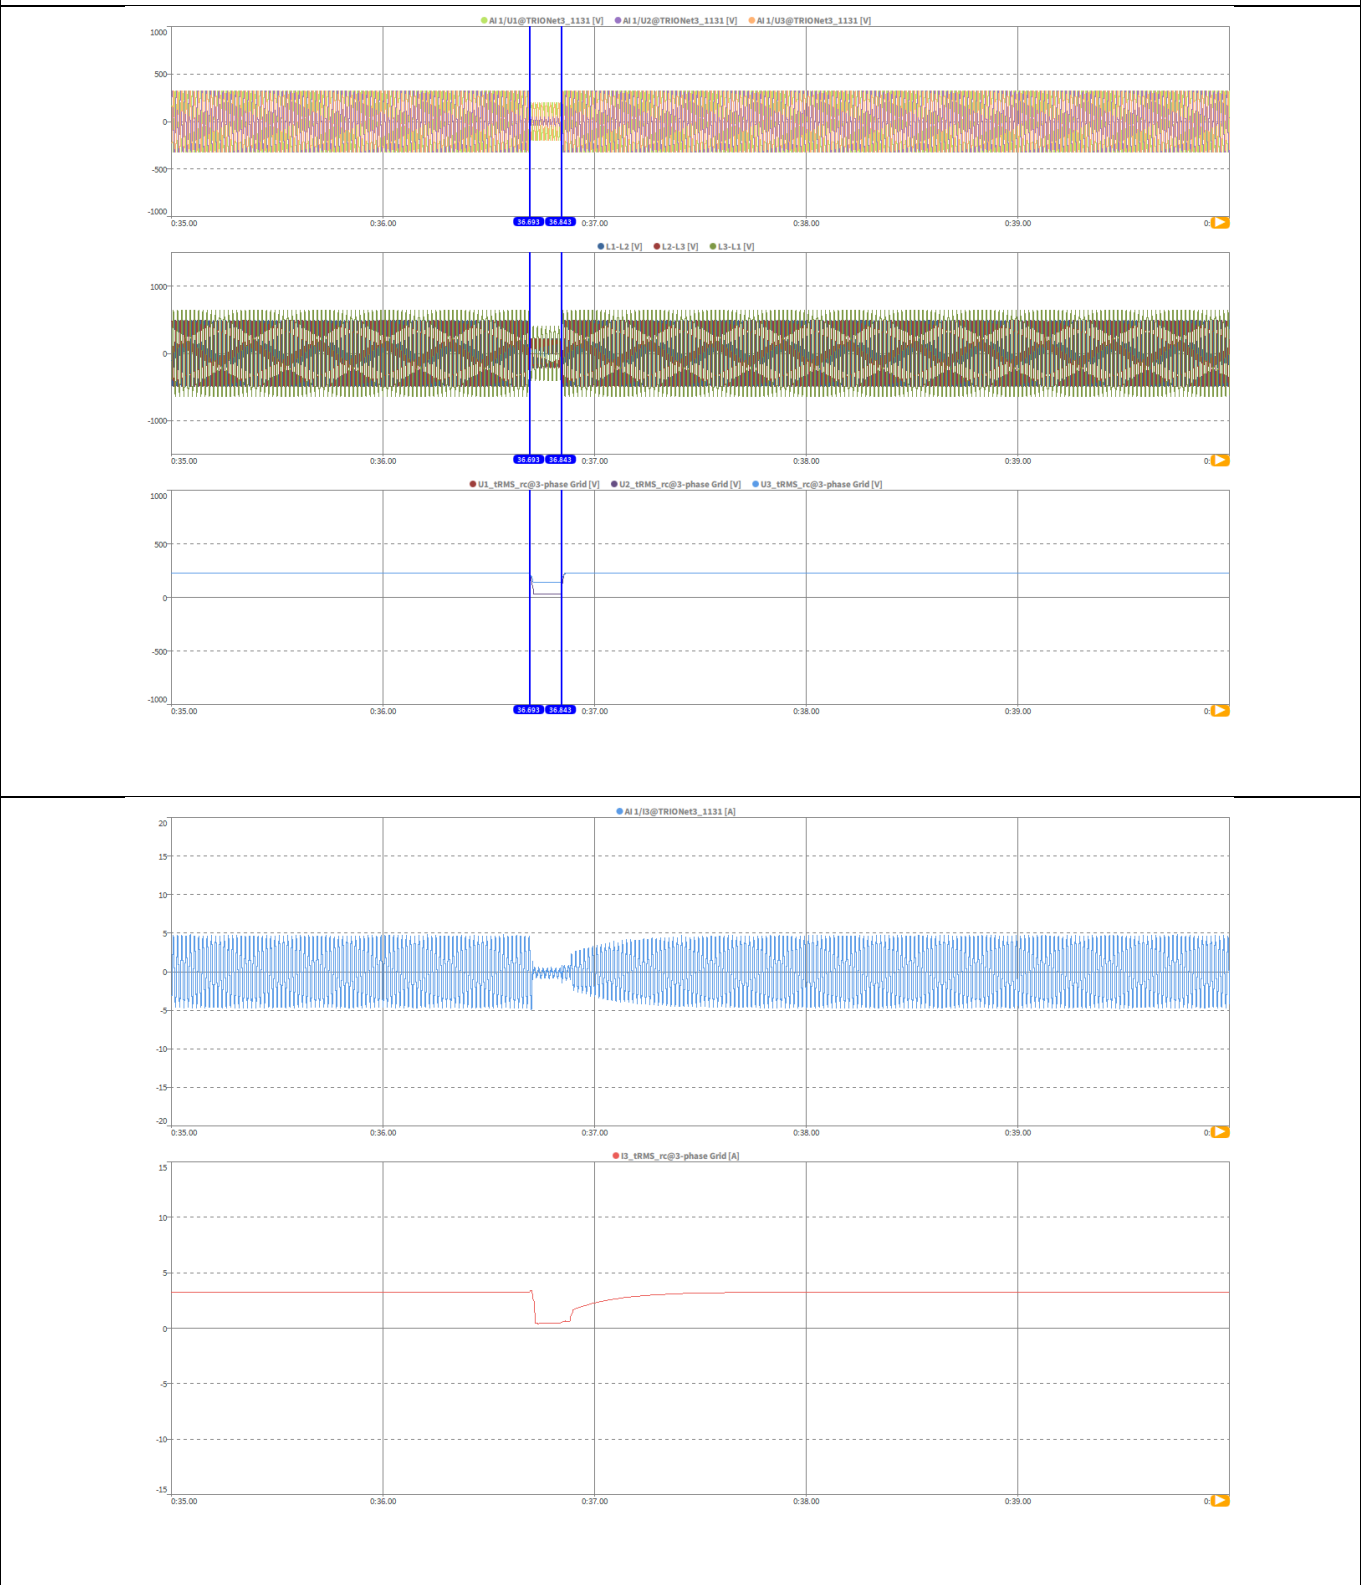 AI 1/U1@TRIONet3_1131 [V] AI 1/U2@TRIONet3_1131 [V] AI 1/U3@TRIONet3_1131 [V]
1000
500
0
-500
-1000
0:35.00 0:36.00 36.693 36.843 0:37.00 0:38.00 0:39.00 0:
L1-L2 [V] L2-L3 [V] L3-L1 [V]
1000
0
-1000
0:35.00 0:36.00 36.693 36.843 0:37.00 0:38.00 0:39.00 0:
U1_tRMS_rc@3-phase Grid [V] U2_tRMS_rc@3-phase Grid [V] U3_tRMS_rc@3-phase Grid [V]
1000
500
0
-500
-1000
0:35.00 0:36.00 36.693 36.843 0:37.00 0:38.00 0:39.00 0:
AI 1/I3@TRIONet3_1131 [A]
20
15
10
5
0
-5
-10
-15
-20
0:35.00 0:36.00 0:37.00 0:38.00 0:39.00 0:
I3_tRMS_rc@3-phase Grid [A]
15
10
5
0
-5
-10
-15
0:35.00 0:36.00 0:37.00 0:38.00 0:39.00 0: